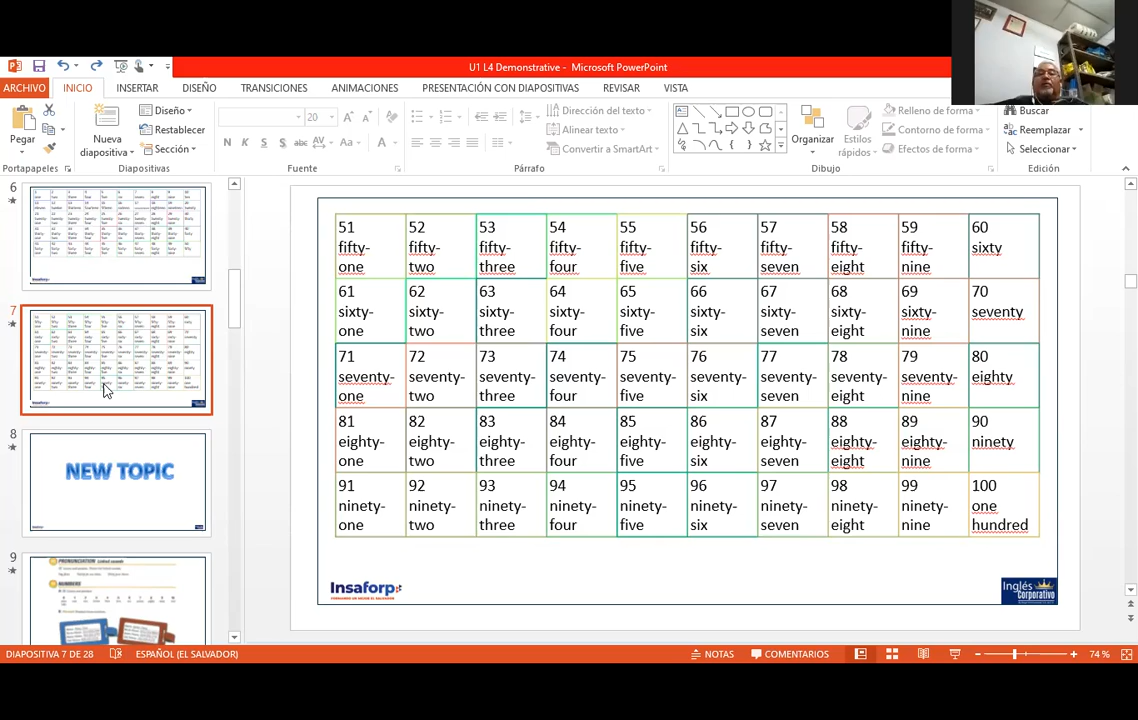 U1 L4 Demonstrative - Microsoft PowerPoint
ARCHIVO INICIO INSERTAR DISEÑO TRANSICIONES ANIMACIONES PRESENTACIÓN CON DIAPOSITIVAS REVISAR VISTA
Pegar
Nueva diapositiva
Diseño
Restablecer
Sección
20
N K S S abc AV Aa A
Dirección del texto
Alinear texto
Convertir a SmartArt
Organizar
Estilos rápidos
Relleno de forma
Contorno de forma
Efectos de forma
Buscar
Reemplazar
Seleccionar
Portapapeles Diapositivas Fuente Párrafo Dibujo Edición
6
7
8
NEW TOPIC
9
PRONUNCIATION
NUMBERS
51 52 53 54 55 56 57 58 59 60
fifty- fifty- fifty- fifty- fifty- fifty- fifty- fifty- fifty- sixty
one two three four five six seven eight nine
61 62 63 64 65 66 67 68 69 70
sixty- sixty- sixty- sixty- sixty- sixty- sixty- sixty- sixty- seventy
one two three four five six seven eight nine
71 72 73 74 75 76 77 78 79 80
seventy- seventy- seventy- seventy- seventy- seventy- seventy- seventy- seventy- eighty
one two three four five six seven eight nine
81 82 83 84 85 86 87 88 89 90
eighty- eighty- eighty- eighty- eighty- eighty- eighty- eighty- eighty- ninety
one two three four five six seven eight nine
91 92 93 94 95 96 97 98 99 100
ninety- ninety- ninety- ninety- ninety- ninety- ninety- ninety- ninety- one
one two three four five six seven eight nine hundred
Insaforp
Inglés
Corporativo
DIAPOSITIVA 7 DE 28 ESPAÑOL (EL SALVADOR) NOTAS COMENTARIOS 74 %